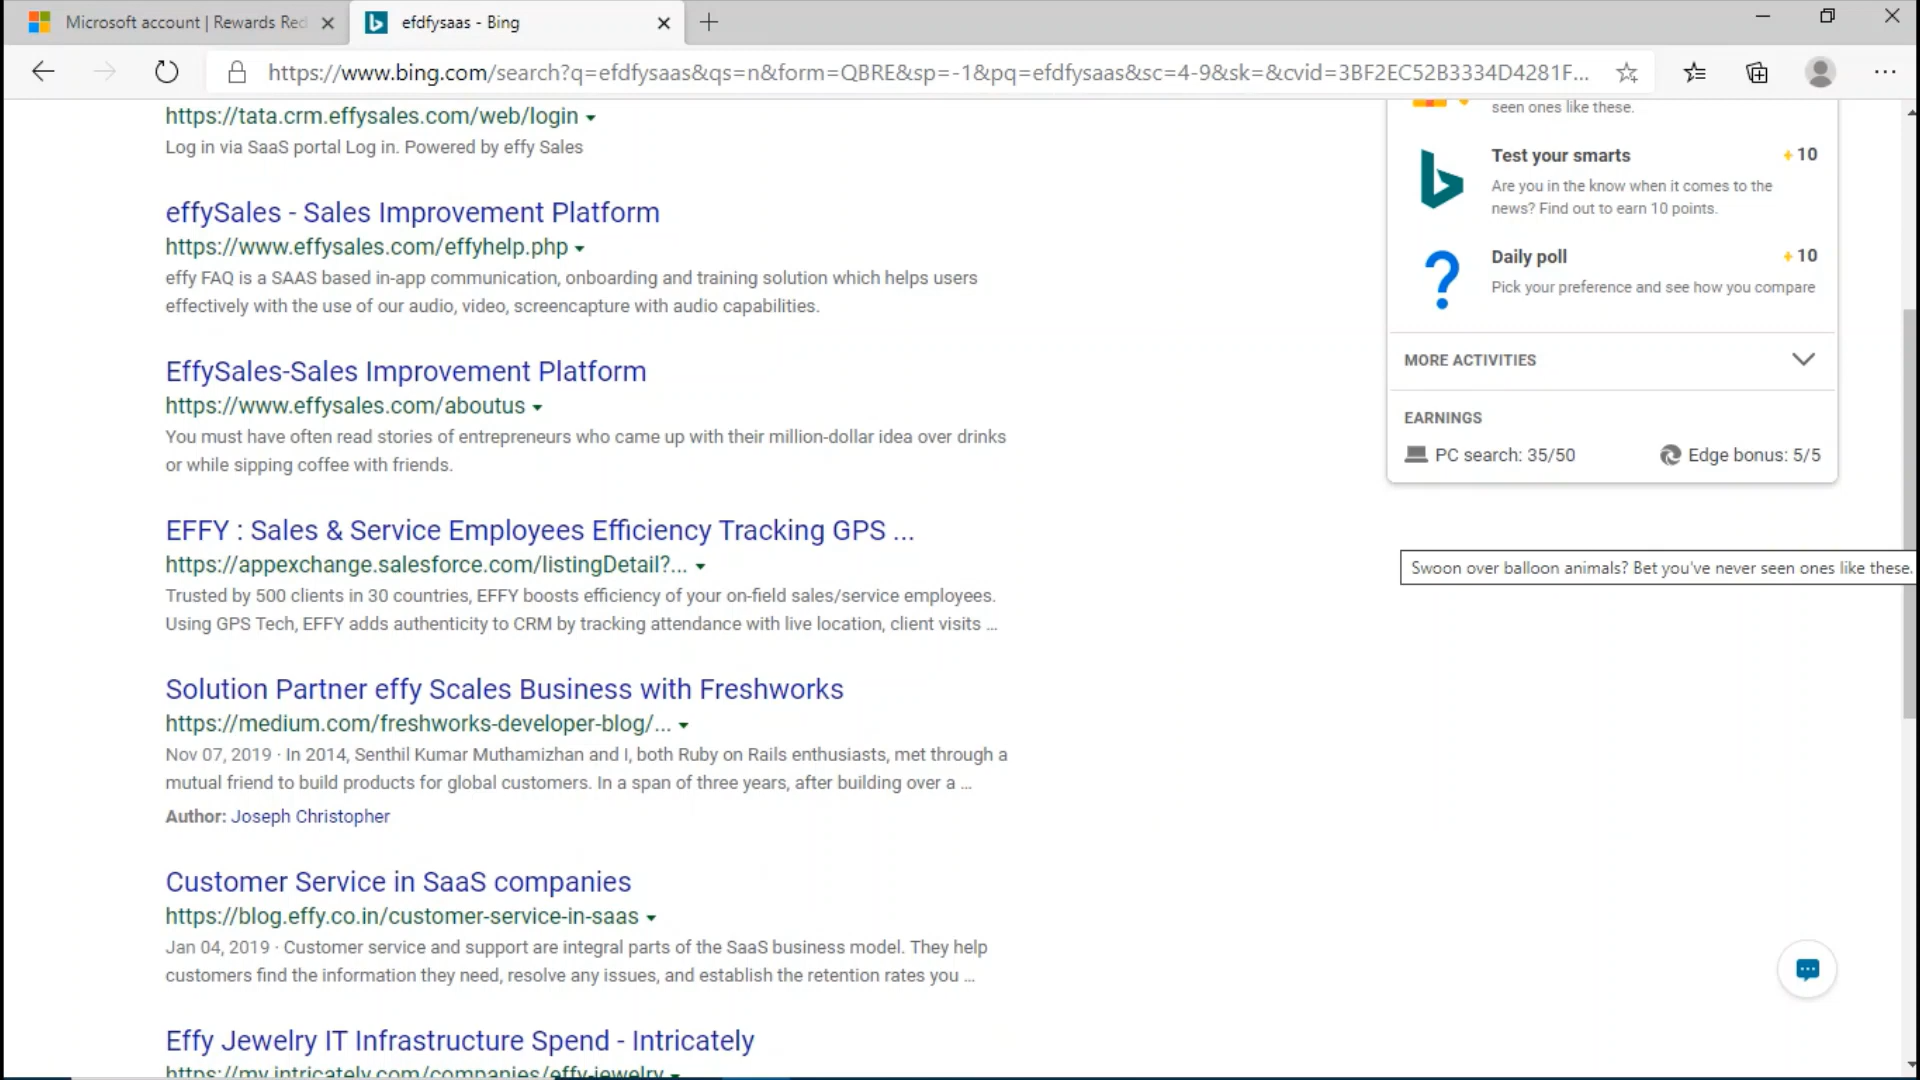 Microsoft account | Rewards Red
efdfysaas - Bing
https://www.bing.com/search?q=efdfysaas&qs=n&form=QBRE&sp=-1&pq=efdfysaas&sc=4-9&sk=&cvid=3BF2EC52B3334D4281F...
https://tata.crm.effysales.com/web/login
Log in via SaaS portal Log in. Powered by effy Sales
effySales - Sales Improvement Platform
https://www.effysales.com/effyhelp.php
effy FAQ is a SAAS based in-app communication, onboarding and training solution which helps users
effectively with the use of our audio, video, screencapture with audio capabilities.
EffySales-Sales Improvement Platform
https://www.effysales.com/aboutus
You must have often read stories of entrepreneurs who came up with their million-dollar idea over drinks
or while sipping coffee with friends.
EFFY : Sales & Service Employees Efficiency Tracking GPS ...
https://appexchange.salesforce.com/listingDetail?...
Trusted by 500 clients in 30 countries, EFFY boosts efficiency of your on-field sales/service employees.
Using GPS Tech, EFFY adds authenticity to CRM by tracking attendance with live location, client visits ...
Solution Partner effy Scales Business with Freshworks
https://medium.com/freshworks-developer-blog/...
Nov 07, 2019 · In 2014, Senthil Kumar Muthamizhan and I, both Ruby on Rails enthusiasts, met through a
mutual friend to build products for global customers. In a span of three years, after building over a ...
Author: Joseph Christopher
Customer Service in SaaS companies
https://blog.effy.co.in/customer-service-in-saas
Jan 04, 2019 · Customer service and support are integral parts of the SaaS business model. They help
customers find the information they need, resolve any issues, and establish the retention rates you ...
Effy Jewelry IT Infrastructure Spend - Intricately
https://my.intricately.com/companies/effy-jewelry
seen ones like these.
Test your smarts +10
Are you in the know when it comes to the
news? Find out to earn 10 points.
Daily poll +10
Pick your preference and see how you compare
MORE ACTIVITIES
EARNINGS
PC search: 35/50 Edge bonus: 5/5
Swoon over balloon animals? Bet you've never seen ones like these.